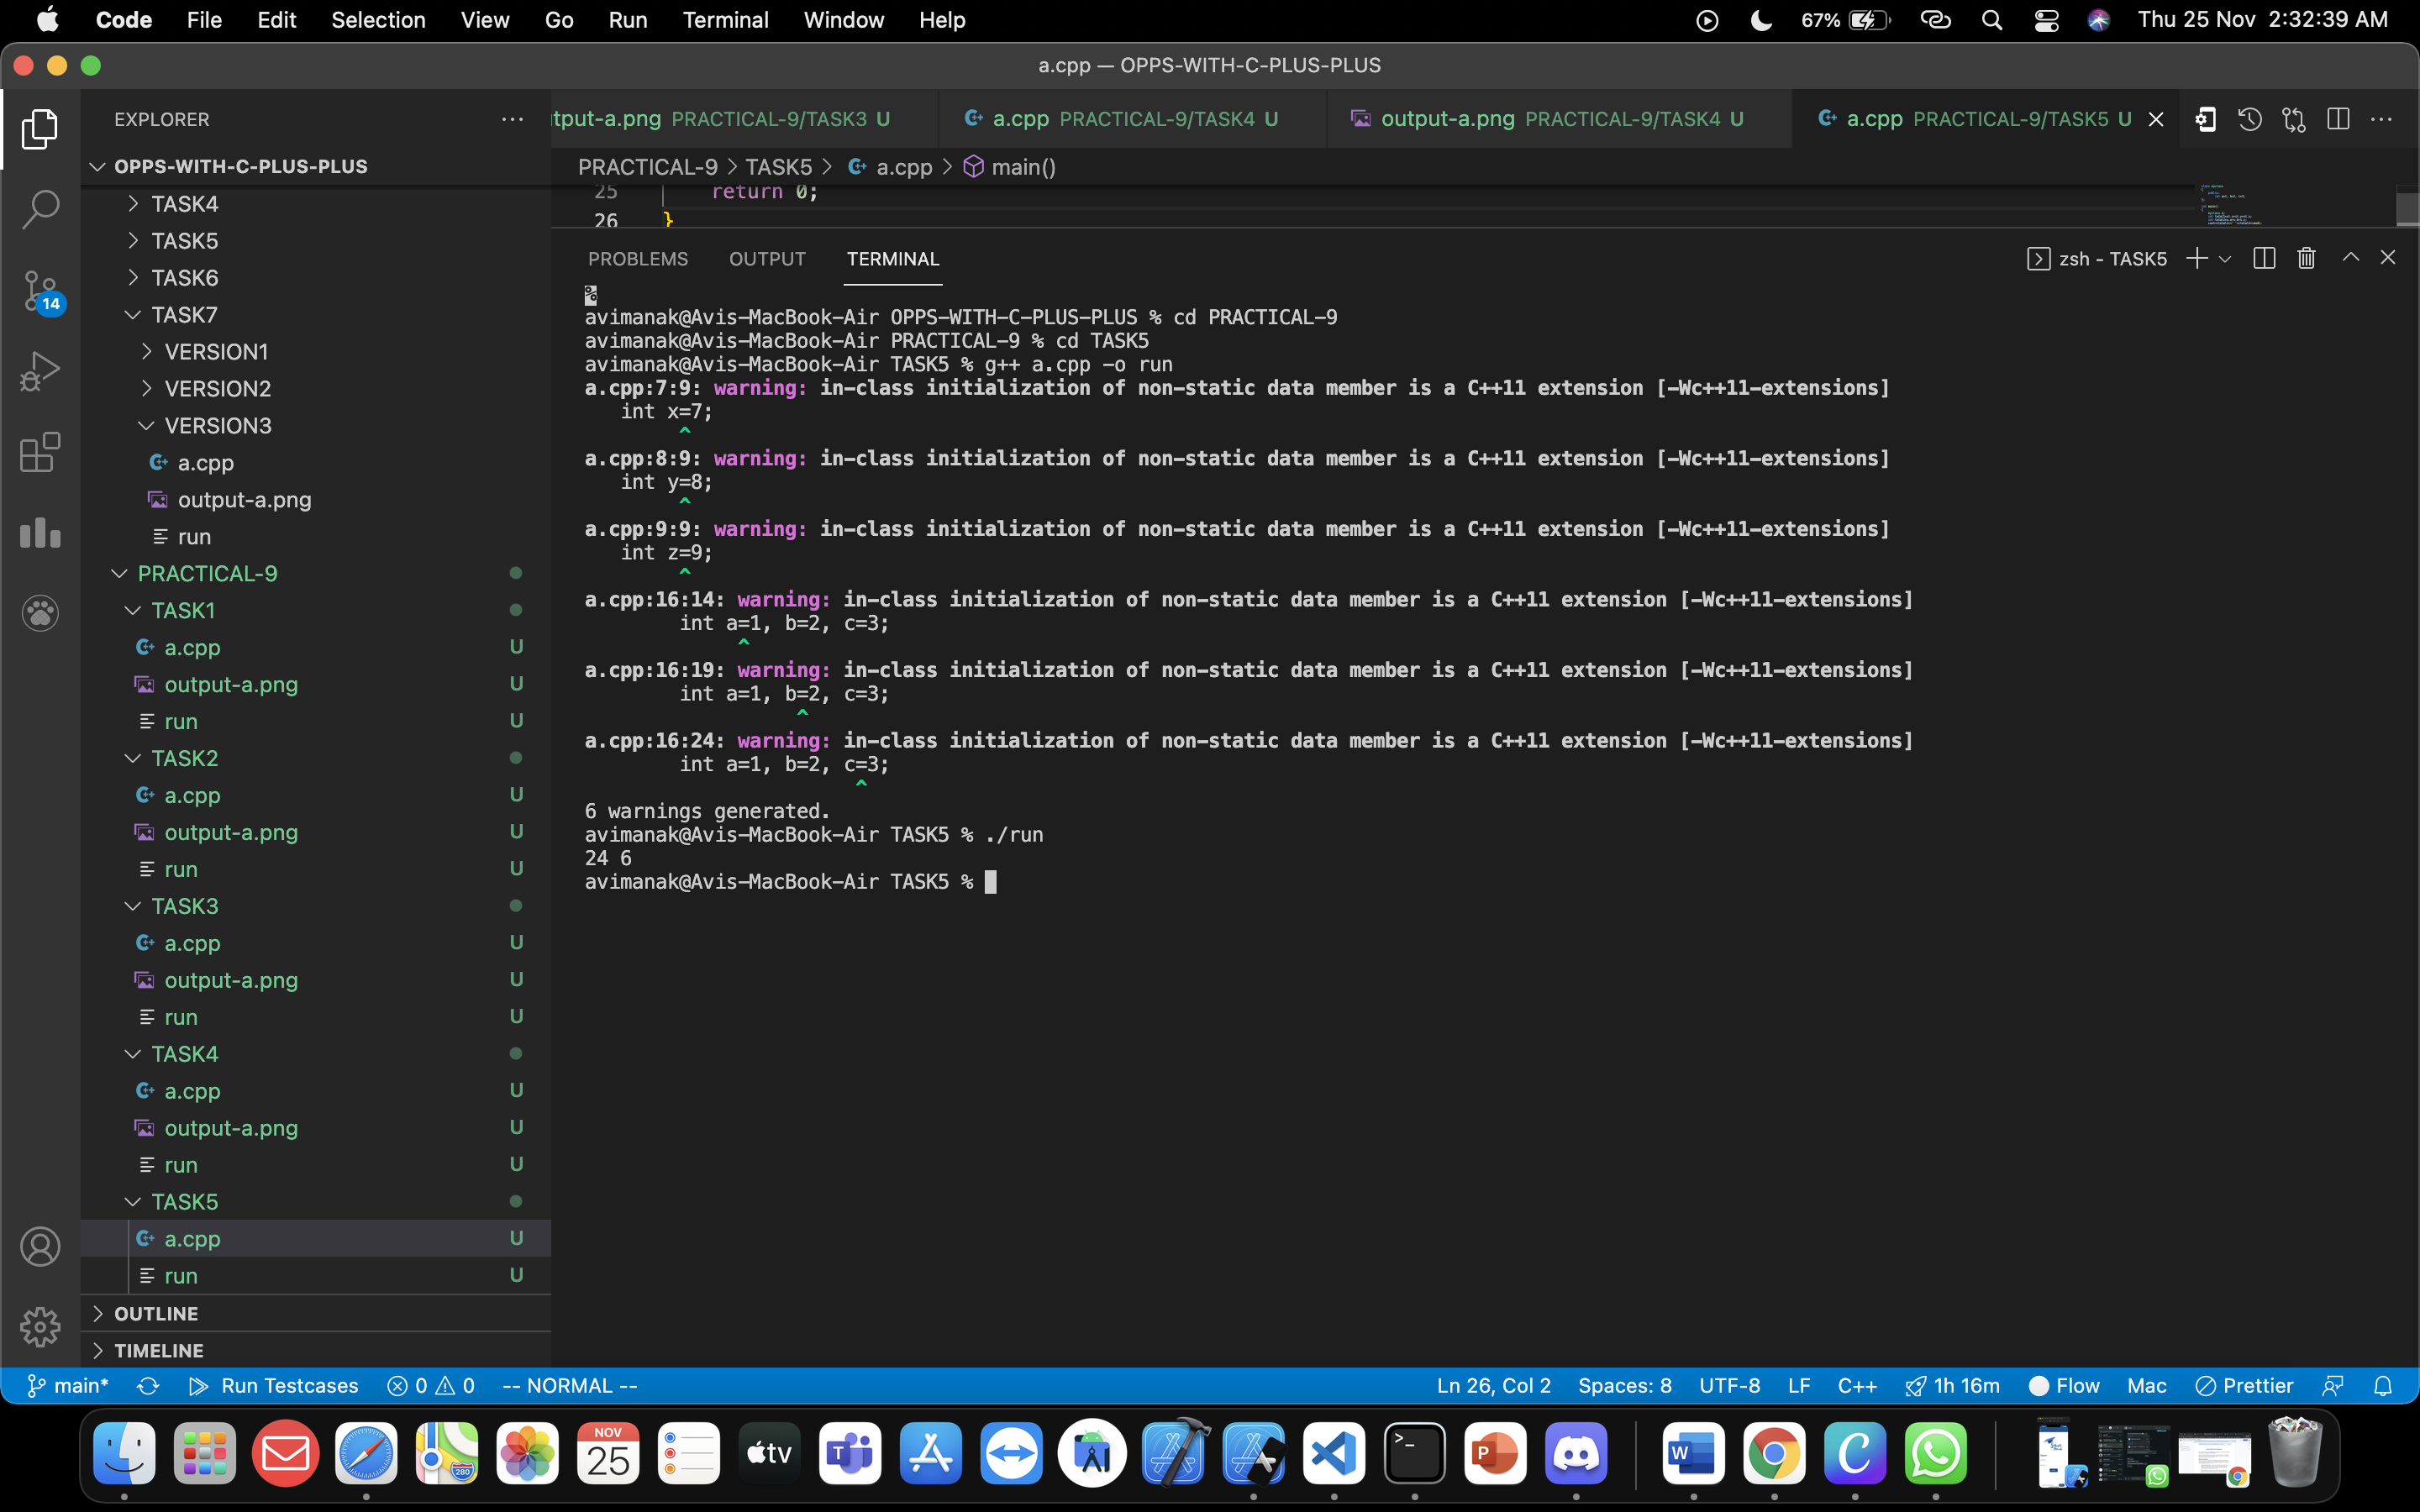 Code File Edit Selection View Go Run Terminal Window Help 67% Thu 25 Nov 2:32:39 AM
a.cpp — OPPS-WITH-C-PLUS-PLUS
EXPLORER
OPPS-WITH-C-PLUS-PLUS
TASK4
TASK5
TASK6
TASK7
VERSION1
VERSION2
VERSION3
a.cpp
output-a.png
run
PRACTICAL-9
TASK1
a.cpp U
output-a.png U
run U
TASK2
a.cpp U
output-a.png U
run U
TASK3
a.cpp U
output-a.png U
run U
TASK4
a.cpp U
output-a.png U
run U
TASK5
a.cpp U
run U
OUTLINE
TIMELINE
14
tput-a.png PRACTICAL-9/TASK3 U a.cpp PRACTICAL-9/TASK4 U output-a.png PRACTICAL-9/TASK4 U a.cpp PRACTICAL-9/TASK5 U
PRACTICAL-9 > TASK5 > a.cpp > main()
25 return 0;
26 }
PROBLEMS OUTPUT TERMINAL zsh - TASK5
%
avimanak@Avis-MacBook-Air OPPS-WITH-C-PLUS-PLUS % cd PRACTICAL-9
avimanak@Avis-MacBook-Air PRACTICAL-9 % cd TASK5
avimanak@Avis-MacBook-Air TASK5 % g++ a.cpp -o run
a.cpp:7:9: warning: in-class initialization of non-static data member is a C++11 extension [-Wc++11-extensions]
int x=7;
^
a.cpp:8:9: warning: in-class initialization of non-static data member is a C++11 extension [-Wc++11-extensions]
int y=8;
^
a.cpp:9:9: warning: in-class initialization of non-static data member is a C++11 extension [-Wc++11-extensions]
int z=9;
^
a.cpp:16:14: warning: in-class initialization of non-static data member is a C++11 extension [-Wc++11-extensions]
int a=1, b=2, c=3;
^
a.cpp:16:19: warning: in-class initialization of non-static data member is a C++11 extension [-Wc++11-extensions]
int a=1, b=2, c=3;
^
a.cpp:16:24: warning: in-class initialization of non-static data member is a C++11 extension [-Wc++11-extensions]
int a=1, b=2, c=3;
^
6 warnings generated.
avimanak@Avis-MacBook-Air TASK5 % ./run
24 6
avimanak@Avis-MacBook-Air TASK5 %
main* Run Testcases 0 0 -- NORMAL -- Ln 26, Col 2 Spaces: 8 UTF-8 LF C++ 1h 16m Flow Mac Prettier
280 NOV 25 tv T >_ P W C